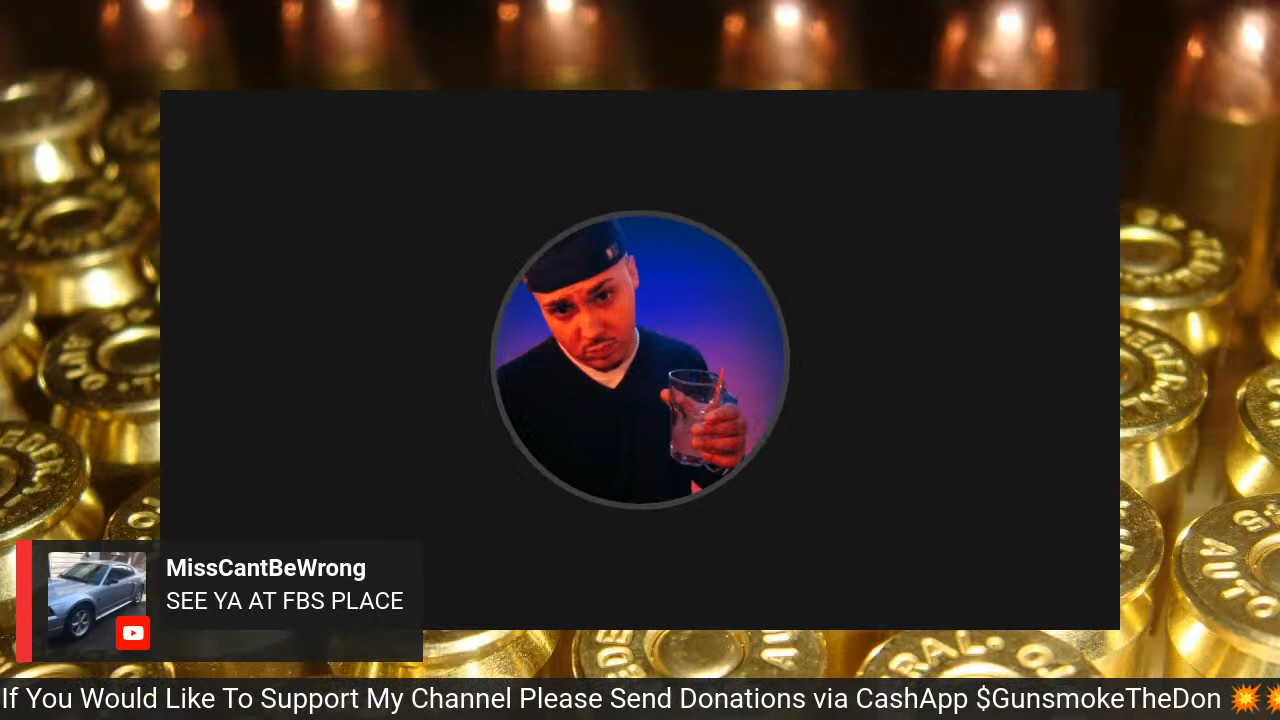 MissCantBeWrong
SEE YA AT FBS PLACE
If You Would Like To Support My Channel Please Send Donations via CashApp $GunsmokeTheDon 💥
AUTO